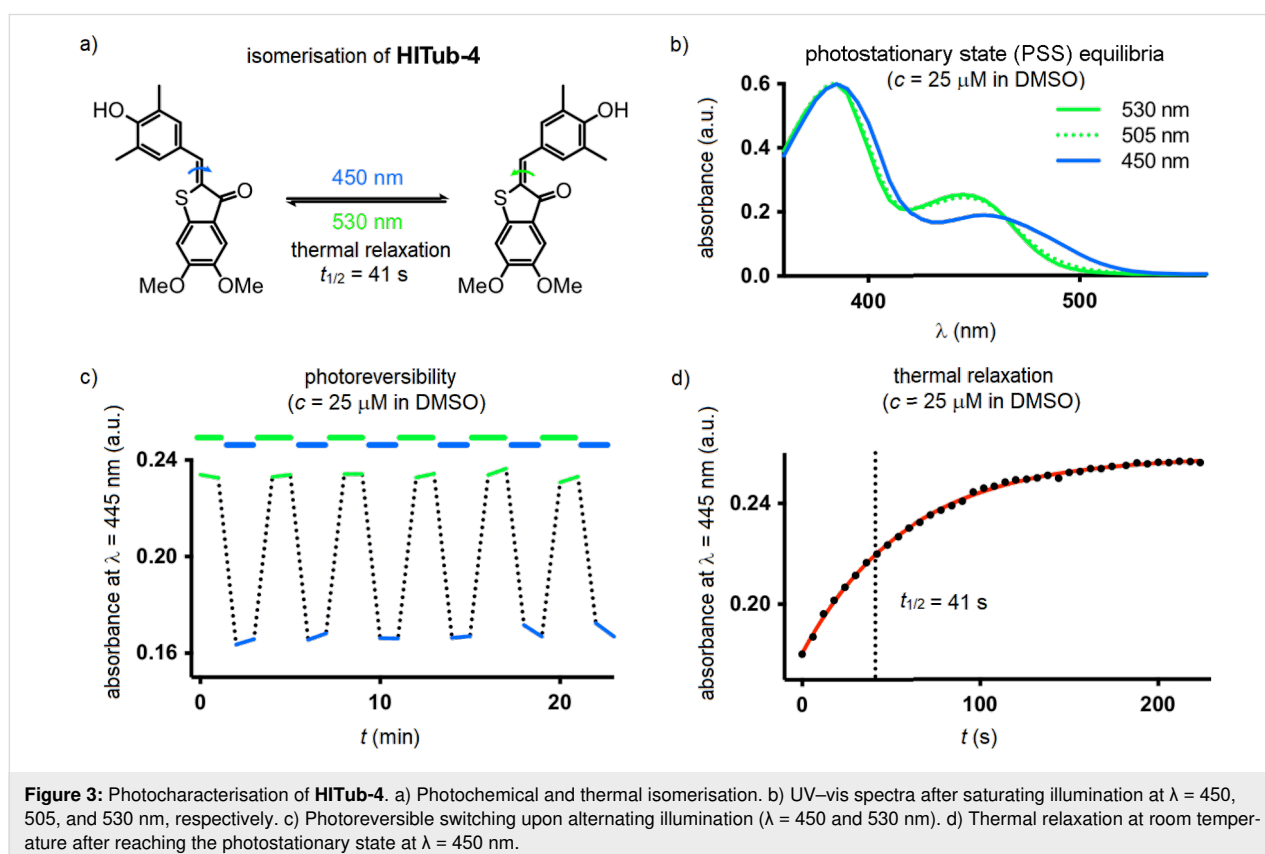 a)
isomerisation of HITub-4
HO
OH
S
O
S
O
MeO
OMe
MeO
OMe
450 nm
530 nm
thermal relaxation
t1/2 = 41 s
b)
photostationary state (PSS) equilibria
(c = 25 μM in DMSO)
530 nm
505 nm
450 nm
absorbance (a.u.)
0.6
0.4
0.2
0.0
400
500
λ (nm)
c)
photoreversibility
(c = 25 μM in DMSO)
absorbance at λ = 445 nm (a.u.)
0.24
0.20
0.16
0
10
20
t (min)
d)
thermal relaxation
(c = 25 μM in DMSO)
absorbance at λ = 445 nm (a.u.)
0.24
0.20
t1/2 = 41 s
0
100
200
t (s)
Figure 3: Photocharacterisation of HITub-4. a) Photochemical and thermal isomerisation. b) UV–vis spectra after saturating illumination at λ = 450,
505, and 530 nm, respectively. c) Photoreversible switching upon alternating illumination (λ = 450 and 530 nm). d) Thermal relaxation at room temper-
ature after reaching the photostationary state at λ = 450 nm.